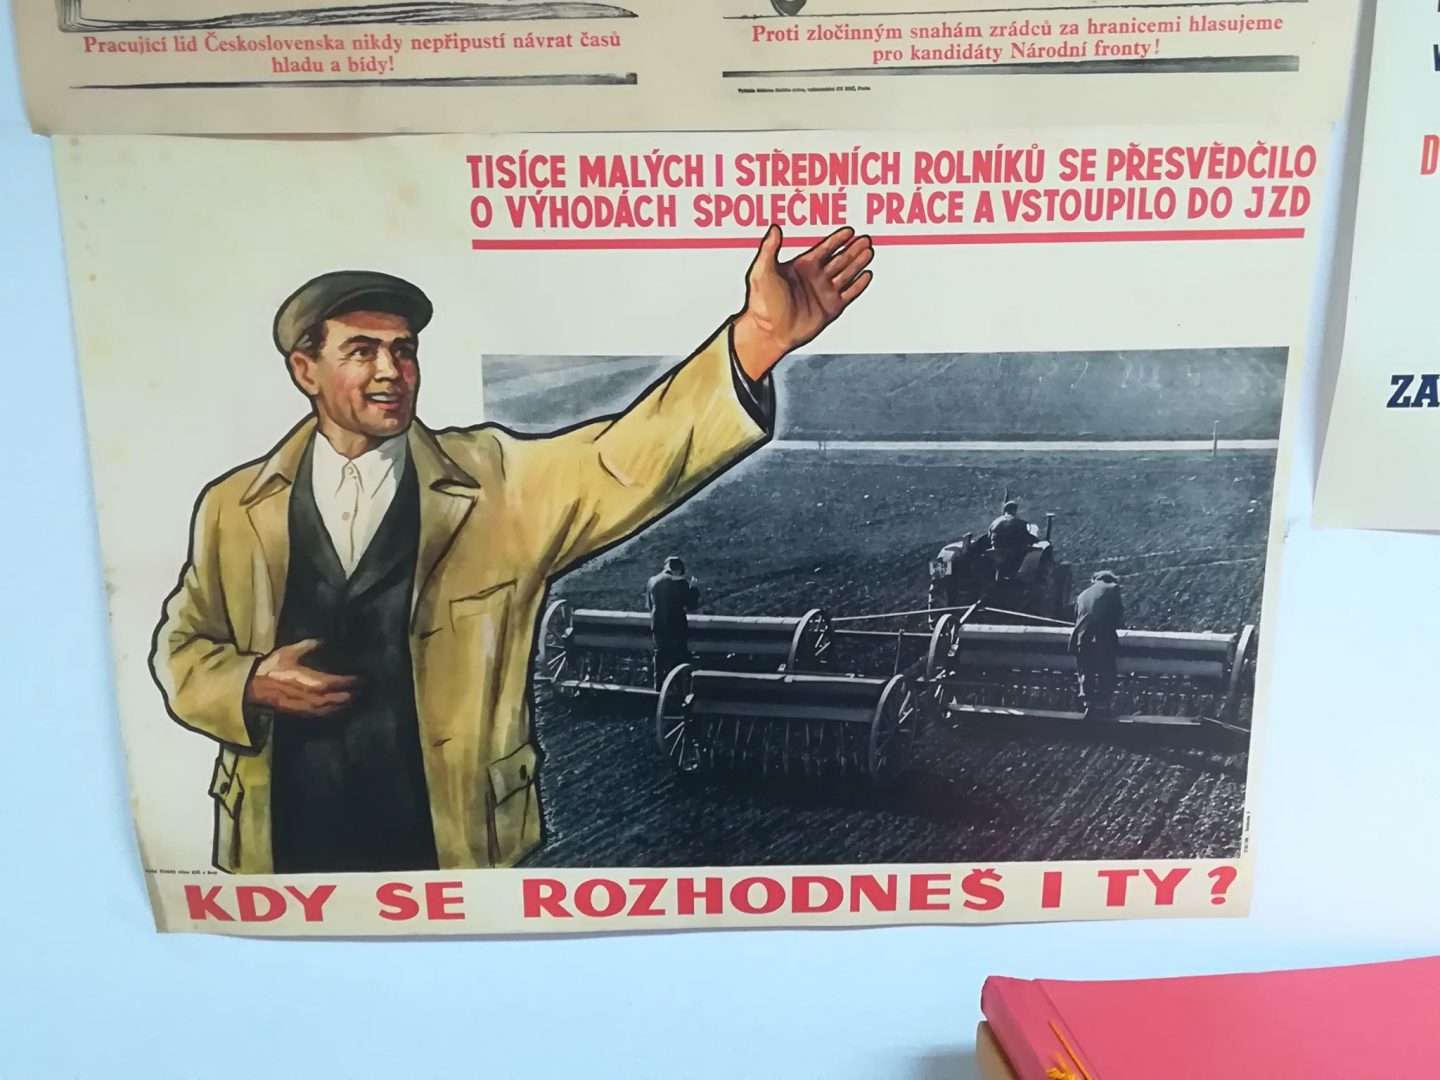 Pracující lid Československa nikdy nepřipustí návrat časů
hladu a bídy!
Proti zločinným snahám zrádců za hranicemi hlasujeme
pro kandidáty Národní fronty!
TISÍCE MALÝCH I STŘEDNÍCH ROLNÍKŮ SE PŘESVĚDČILO
O VÝHODÁCH SPOLEČNÉ PRÁCE A VSTOUPILO DO JZD
KDY SE ROZHODNEŠ I TY?
D
ZA